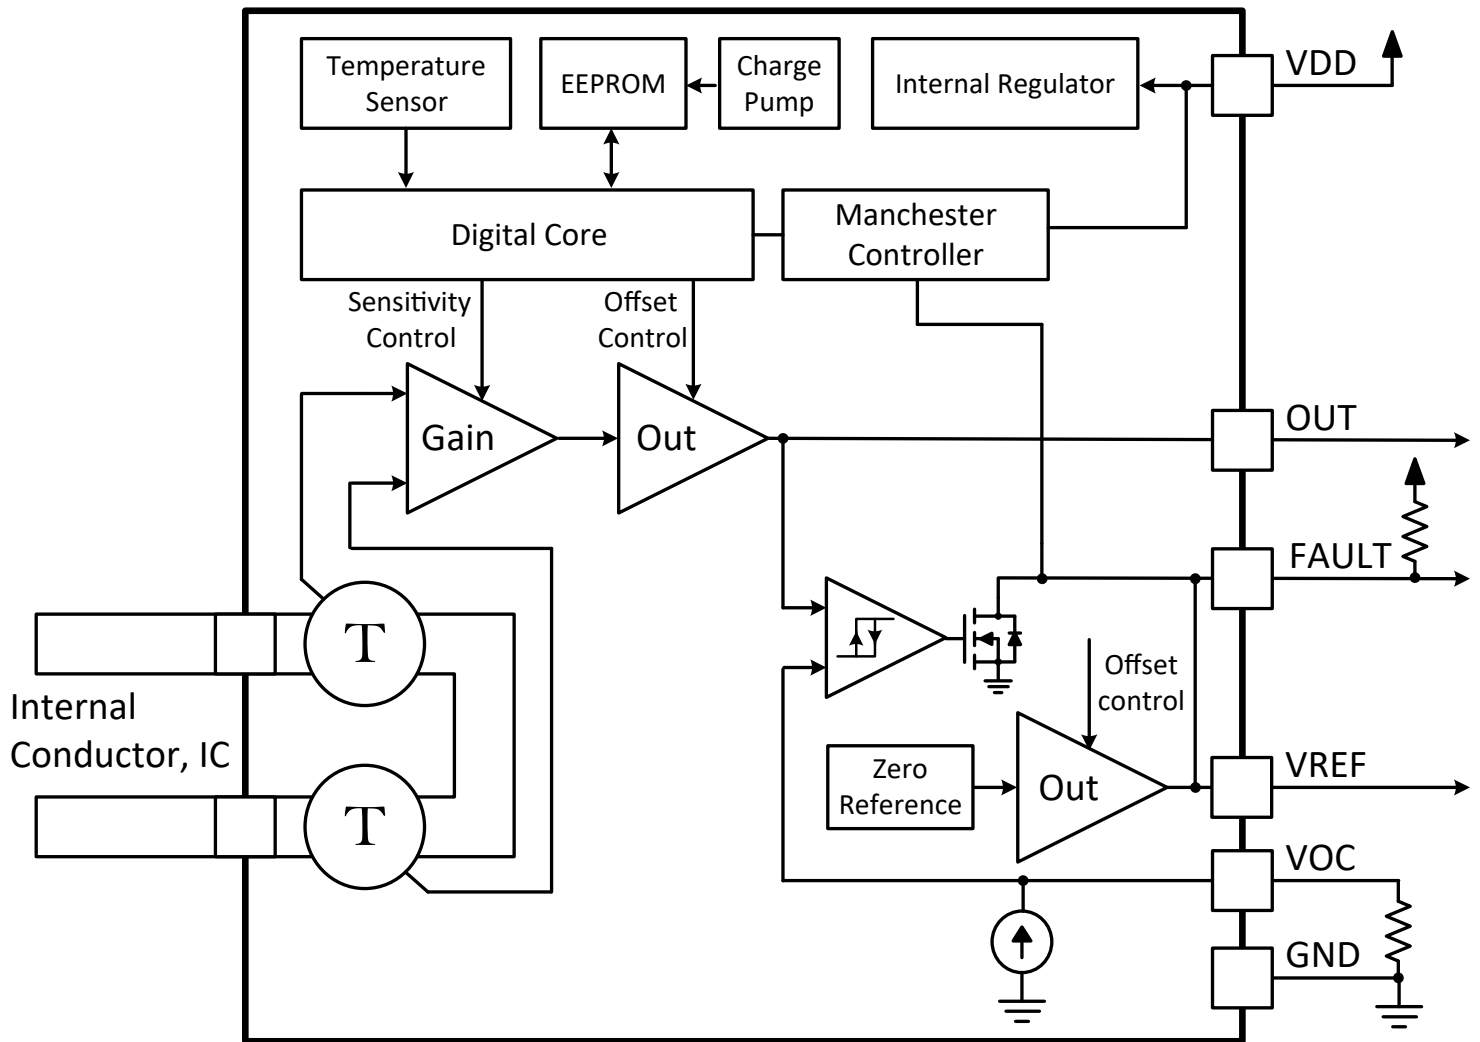 Temperature
Sensor
EEPROM
Charge
Pump
Internal Regulator
VDD
Digital Core
Manchester
Controller
Sensitivity
Control
Offset
Control
Gain
Out
OUT
FAULT
T
Internal
Conductor, IC
T
Offset
control
Zero
Reference
Out
VREF
VOC
GND